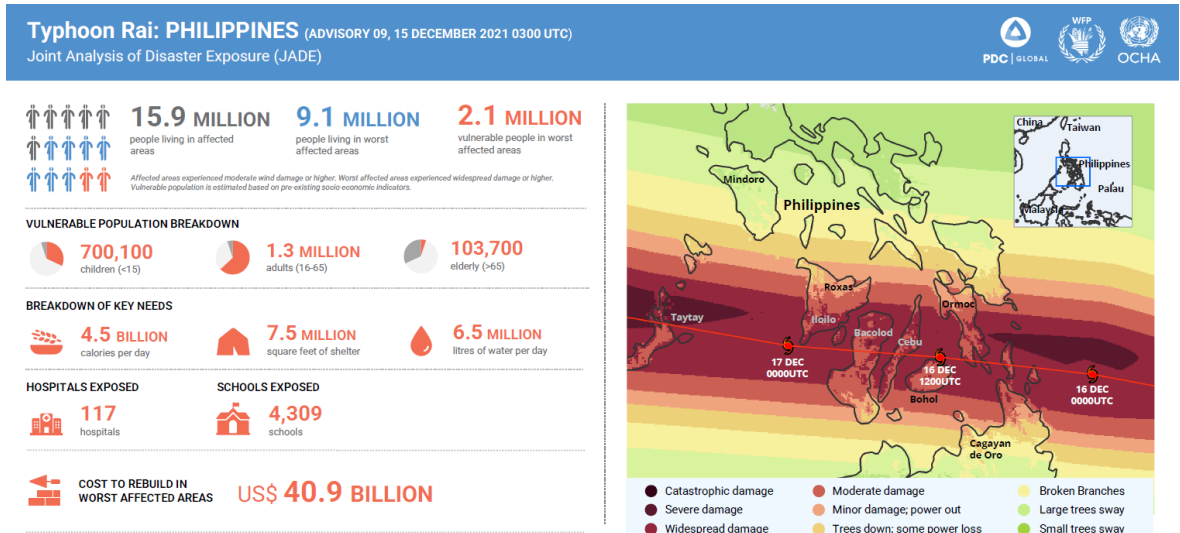 Typhoon Rai: PHILIPPINES (ADVISORY 09, 15 DECEMBER 2021 0300 UTC)
Joint Analysis of Disaster Exposure (JADE)
PDC | GLOBAL
WFP
OCHA
15.9 MILLION
people living in affected
areas
9.1 MILLION
people living in worst
affected areas
2.1 MILLION
vulnerable people in worst
affected areas
Affected areas experienced moderate wind damage or higher. Worst affected areas experienced widespread damage or higher.
Vulnerable population is estimated based on pre-existing socio economic indicators.
VULNERABLE POPULATION BREAKDOWN
700,100
children (<15)
1.3 MILLION
adults (16-65)
103,700
elderly (>65)
BREAKDOWN OF KEY NEEDS
4.5 BILLION
calories per day
7.5 MILLION
square feet of shelter
6.5 MILLION
litres of water per day
HOSPITALS EXPOSED
117
hospitals
SCHOOLS EXPOSED
4,309
schools
COST TO REBUILD IN
WORST AFFECTED AREAS
US$ 40.9 BILLION
China
Taiwan
Philippines
Palau
Malaysia
Mindoro
Philippines
Roxas
Ormoc
Taytay
Iloilo
Bacolod
Cebu
17 DEC
0000UTC
16 DEC
1200UTC
16 DEC
0000UTC
Bohol
Cagayan
de Oro
Catastrophic damage
Severe damage
Widespread damage
Moderate damage
Minor damage; power out
Trees down; some power loss
Broken Branches
Large trees sway
Small trees sway